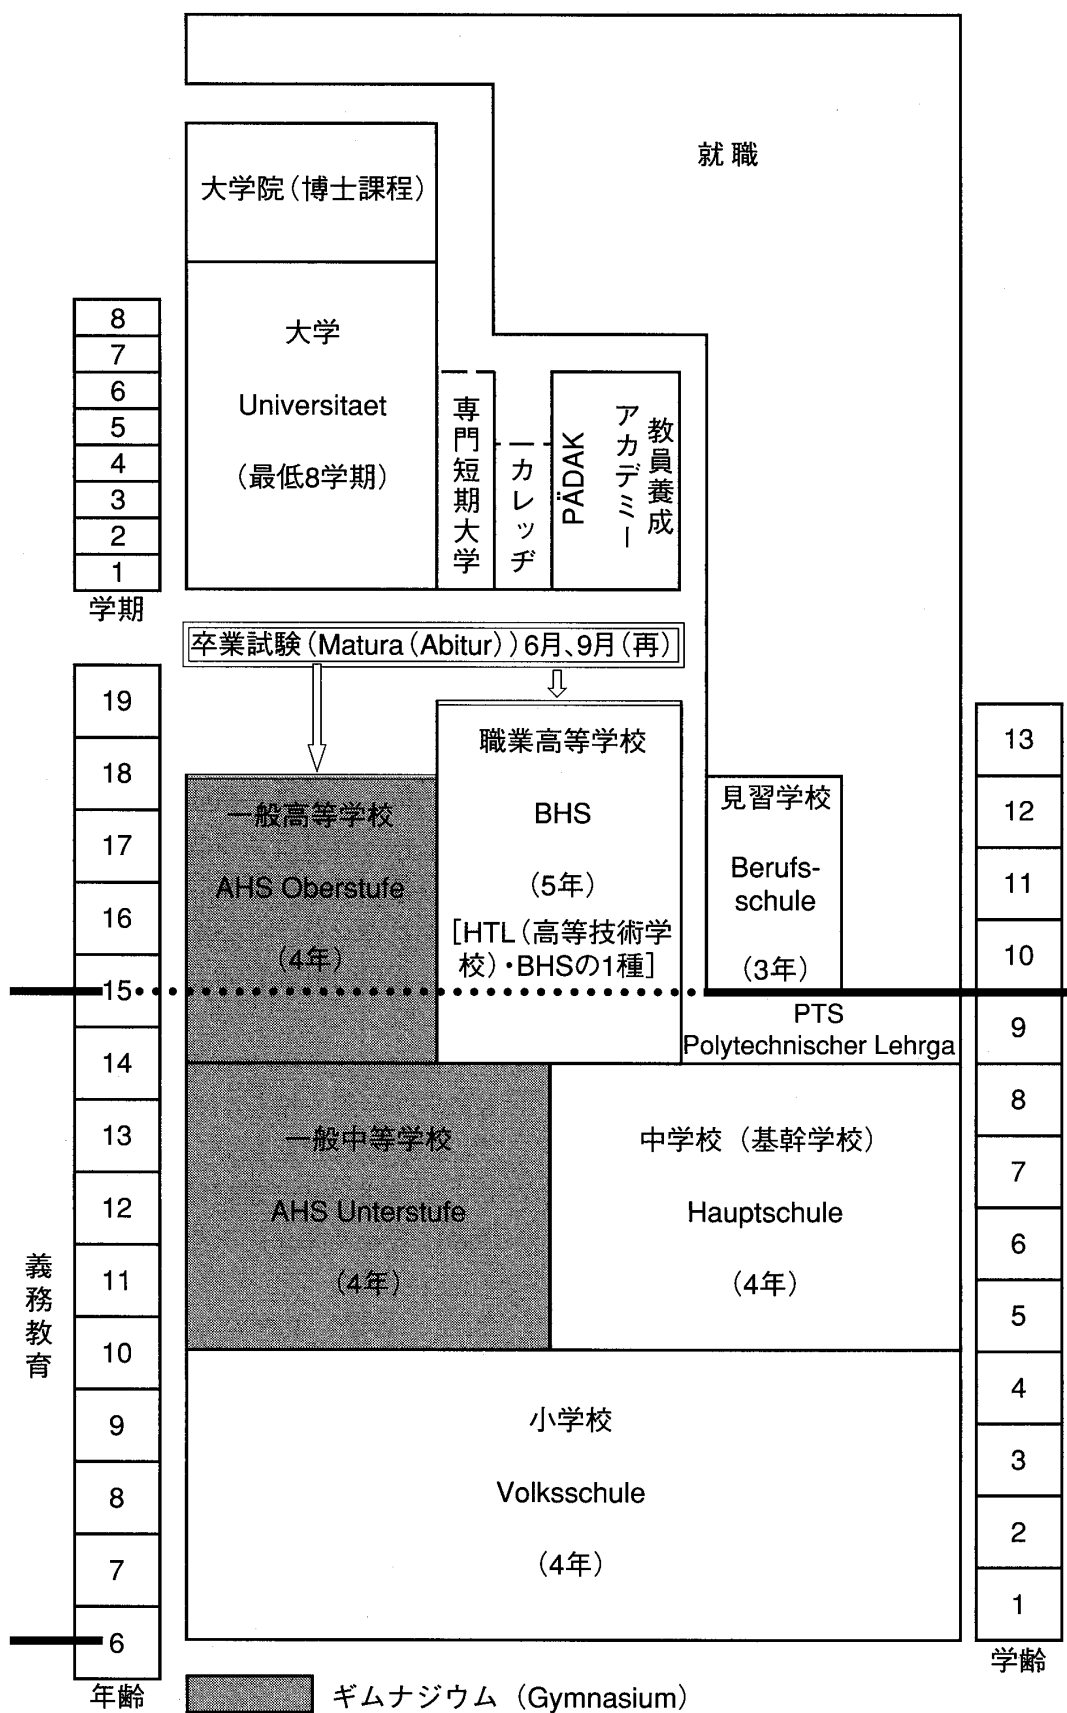 就職
大学院（博士課程）
大学
Universitaet
（最低8学期）
専門短期大学
カレッヂ
PÄDAK
教員養成
アカデミー
8
7
6
5
4
3
2
1
学期
卒業試験（Matura（Abitur））6月、9月（再）
19
18
17
16
15
14
13
12
11
10
9
8
7
6
年齢
義務教育
一般高等学校
AHS Oberstufe
（4年）
職業高等学校
BHS
（5年）
[HTL（高等技術学
校）・BHSの1種]
見習学校
Berufs-
schule
（3年）
PTS
Polytechnischer Lehrga
一般中等学校
AHS Unterstufe
（4年）
中学校（基幹学校）
Hauptschule
（4年）
小学校
Volksschule
（4年）
13
12
11
10
9
8
7
6
5
4
3
2
1
学齢
ギムナジウム（Gymnasium）